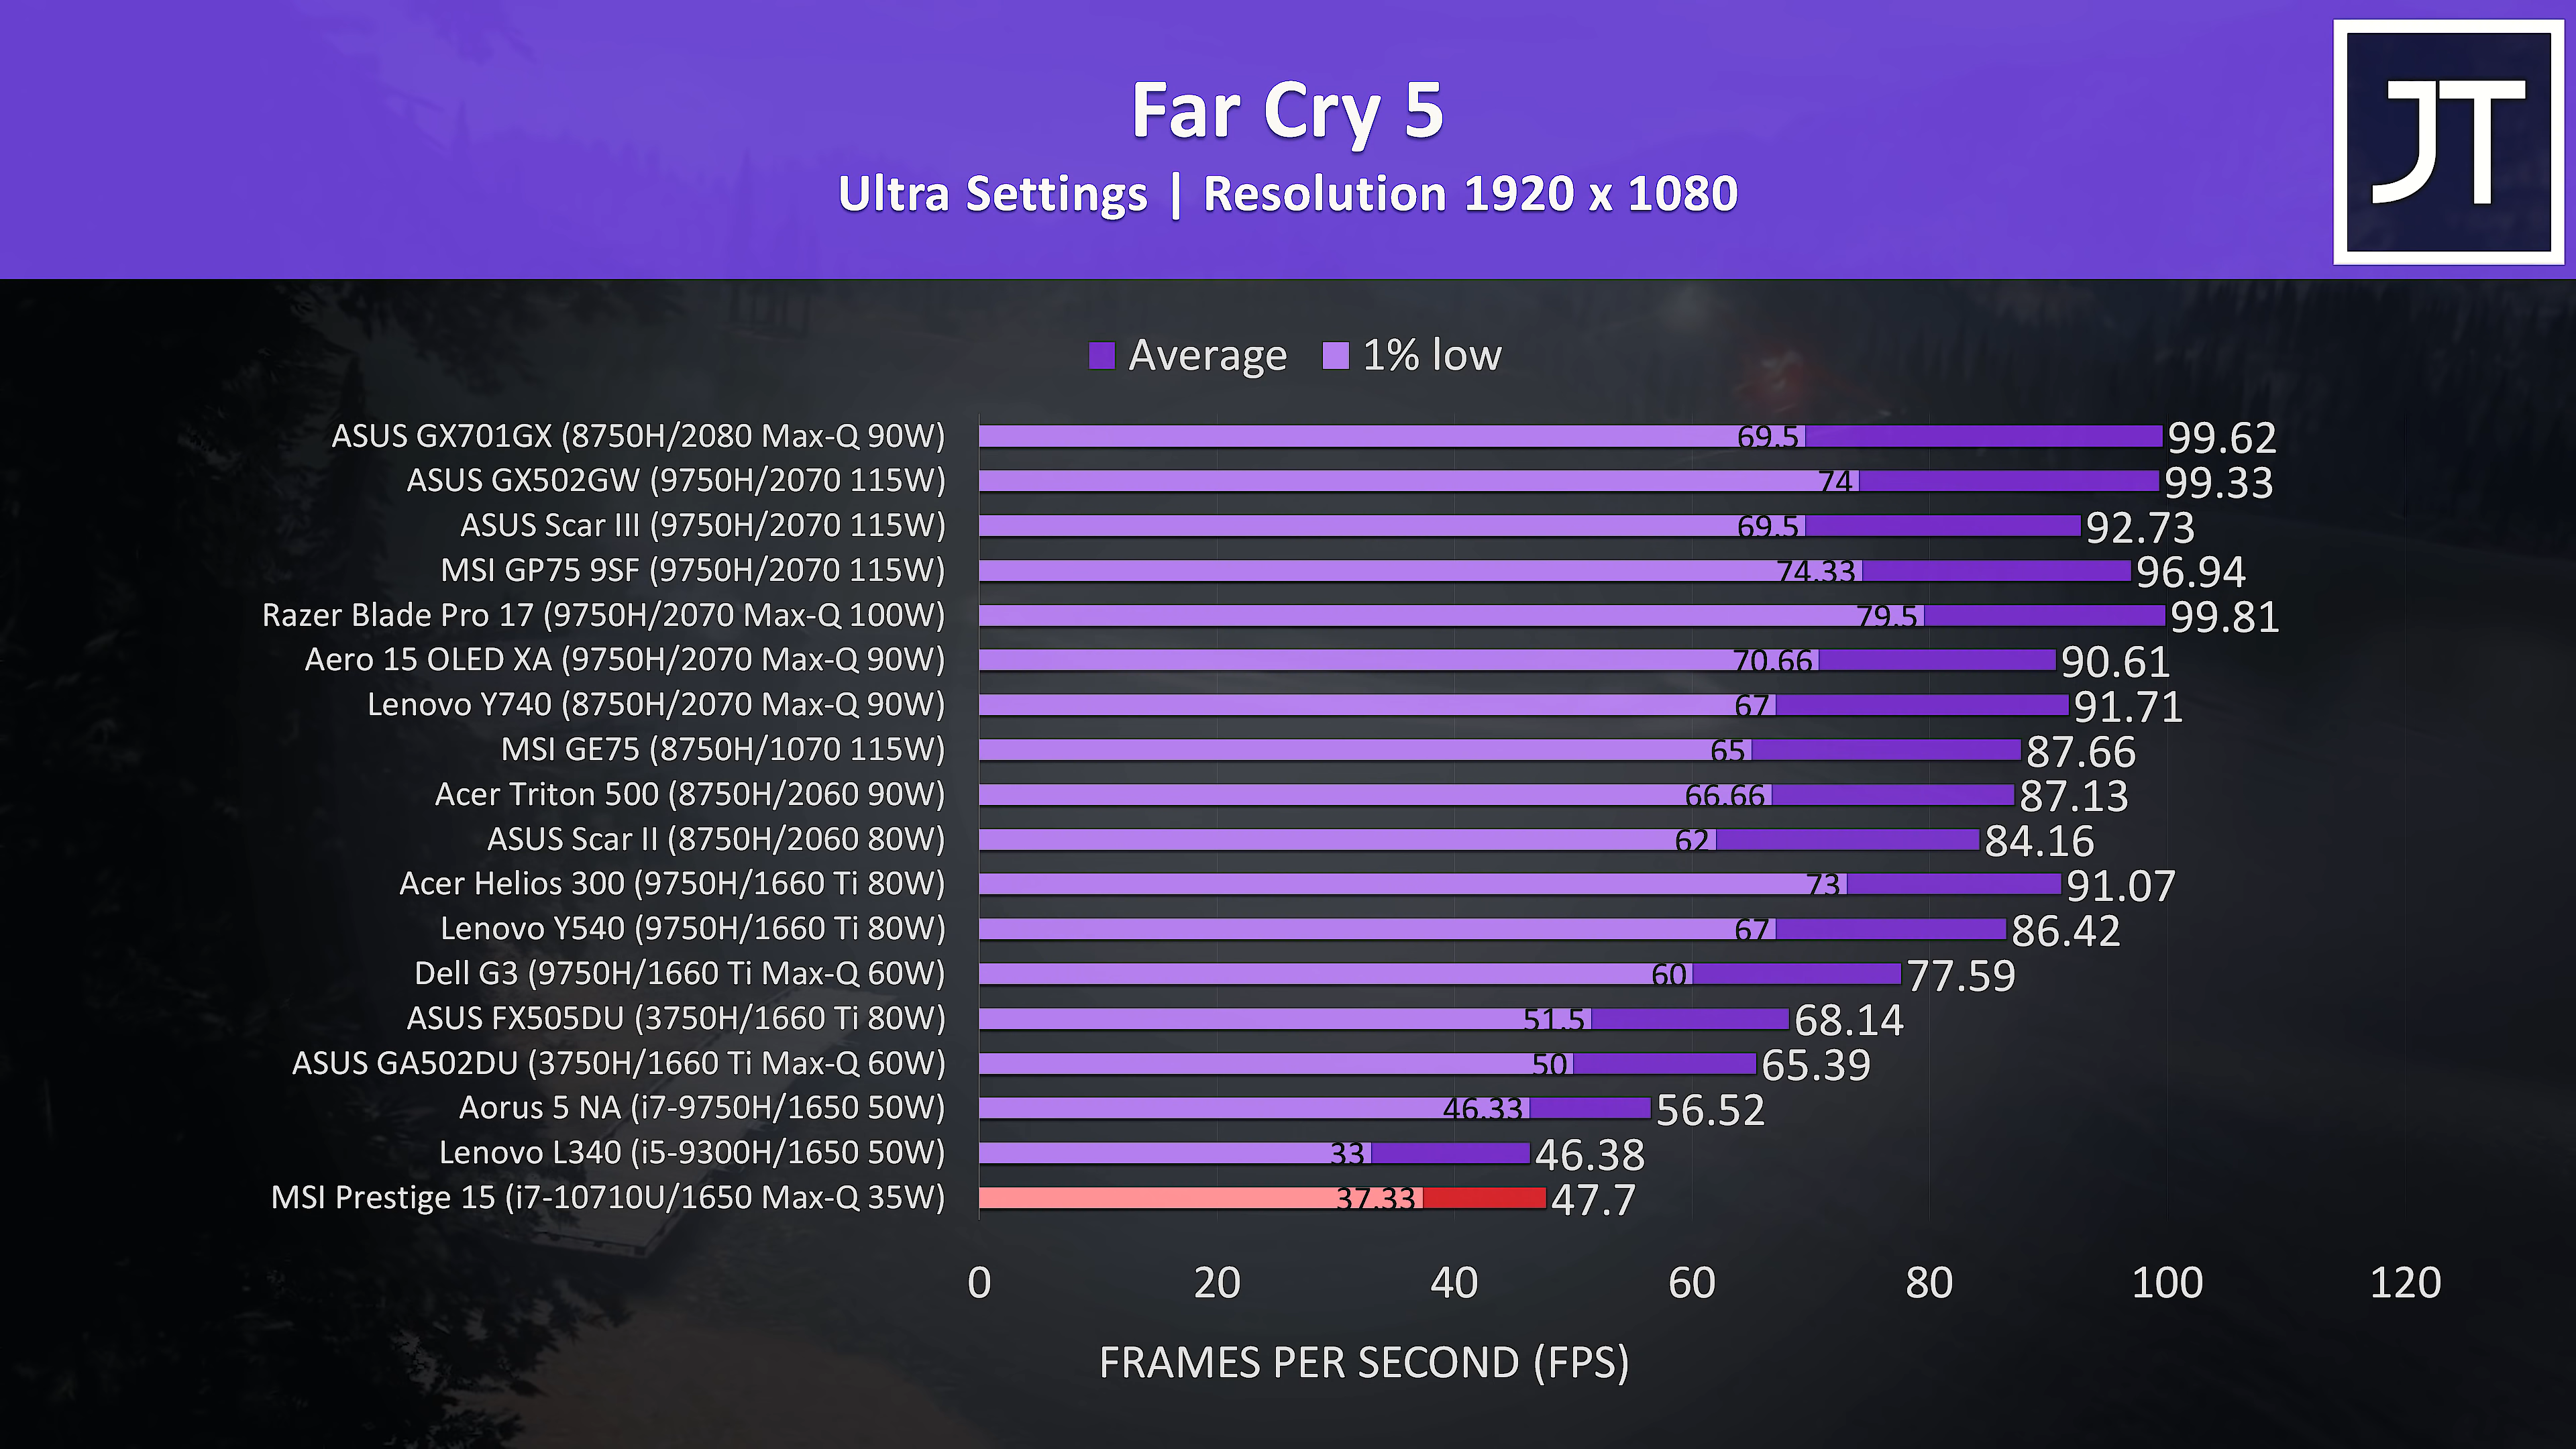 Far Cry 5
JT
Ultra Settings | Resolution 1920 x 1080
Average 1% low
ASUS GX701GX (8750H/2080 Max-Q 90W) 69.5 99.62
ASUS GX502GW (9750H/2070 115W) 74 99.33
ASUS Scar III (9750H/2070 115W) 69.5 92.73
MSI GP75 9SF (9750H/2070 115W) 74.33 96.94
Razer Blade Pro 17 (9750H/2070 Max-Q 100W) 79.5 99.81
Aero 15 OLED XA (9750H/2070 Max-Q 90W) 70.66 90.61
Lenovo Y740 (8750H/2070 Max-Q 90W) 67 91.71
MSI GE75 (8750H/1070 115W) 65 87.66
Acer Triton 500 (8750H/2060 90W) 66.66 87.13
ASUS Scar II (8750H/2060 80W) 62 84.16
Acer Helios 300 (9750H/1660 Ti 80W) 73 91.07
Lenovo Y540 (9750H/1660 Ti 80W) 67 86.42
Dell G3 (9750H/1660 Ti Max-Q 60W) 60 77.59
ASUS FX505DU (3750H/1660 Ti 80W) 51.5 68.14
ASUS GA502DU (3750H/1660 Ti Max-Q 60W) 50 65.39
Aorus 5 NA (i7-9750H/1650 50W) 46.33 56.52
Lenovo L340 (i5-9300H/1650 50W) 33 46.38
MSI Prestige 15 (i7-10710U/1650 Max-Q 35W) 37.33 47.7
0 20 40 60 80 100 120
FRAMES PER SECOND (FPS)